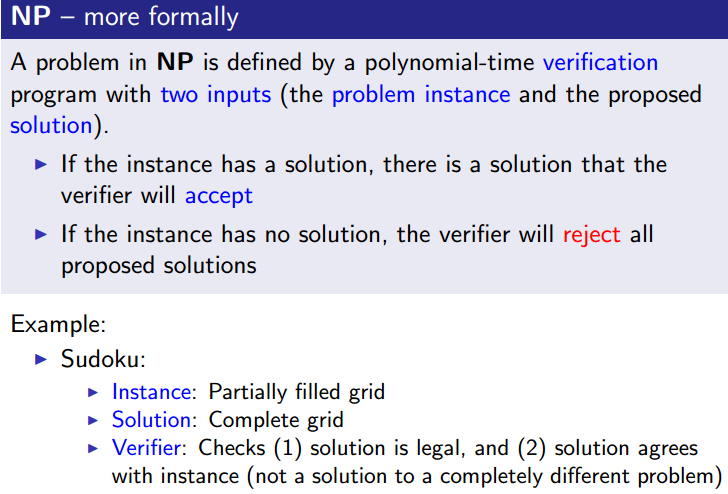 NP – more formally
A problem in NP is defined by a polynomial-time verification
program with two inputs (the problem instance and the proposed
solution).
▶ If the instance has a solution, there is a solution that the
verifier will accept
▶ If the instance has no solution, the verifier will reject all
proposed solutions
Example:
▶ Sudoku:
▶ Instance: Partially filled grid
▶ Solution: Complete grid
▶ Verifier: Checks (1) solution is legal, and (2) solution agrees
with instance (not a solution to a completely different problem)